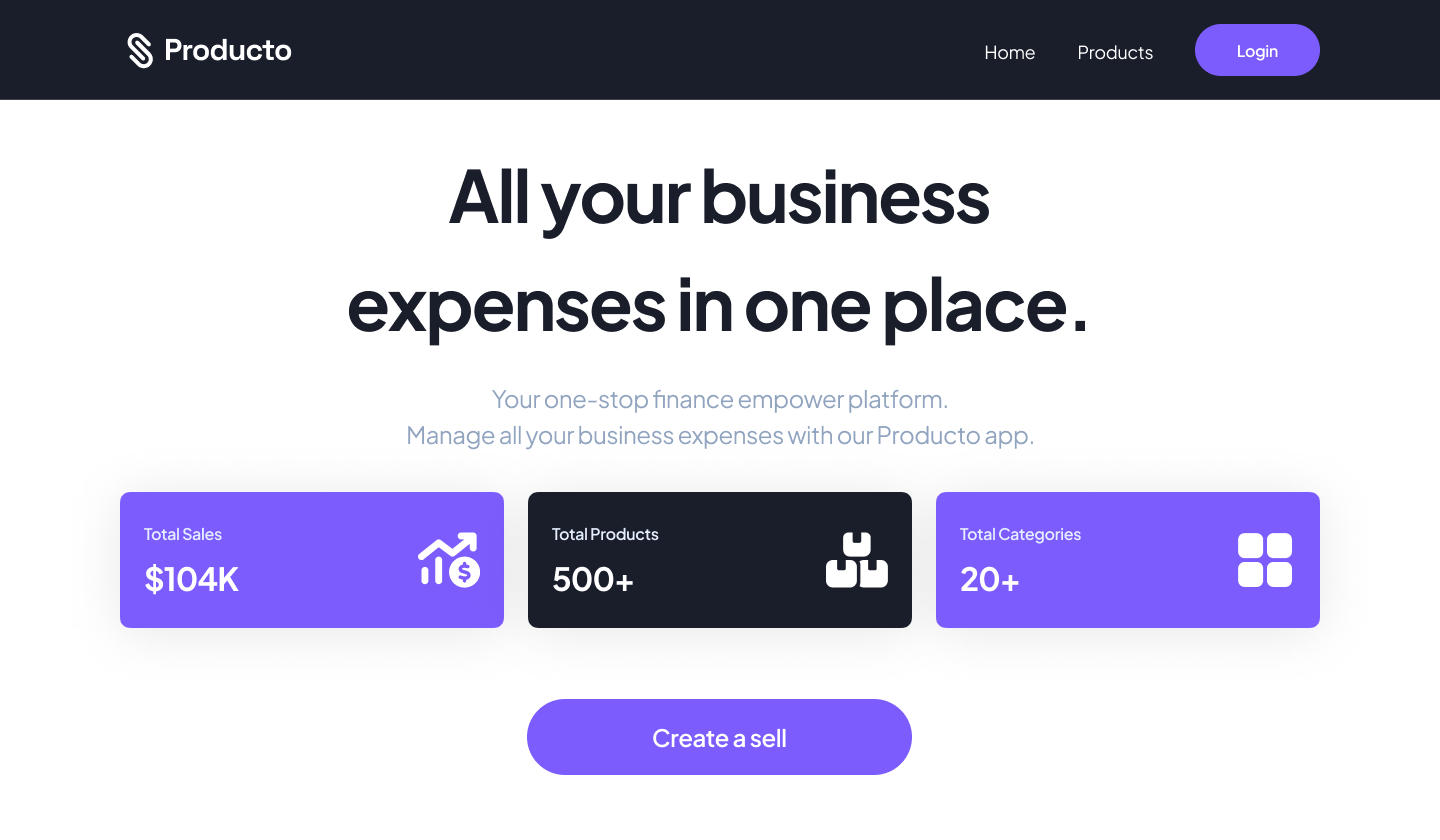 Producto
Home
Products
Login
All your business
expenses in one place.
Your one-stop finance empower platform.
Manage all your business expenses with our Producto app.
Total Sales
$104K
$
Total Products
500+
Total Categories
20+
Create a sell